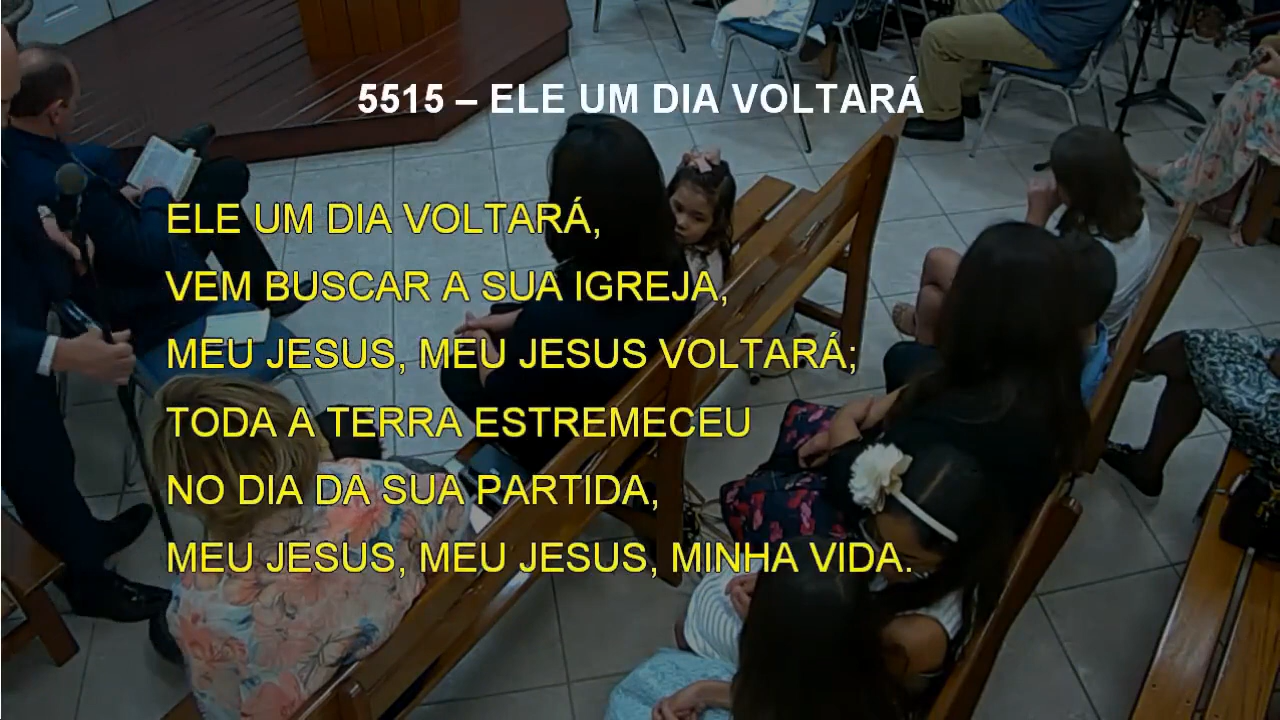 5515 – ELE UM DIA VOLTARÁ
ELE UM DIA VOLTARÁ,
VEM BUSCAR A SUA IGREJA,
MEU JESUS, MEU JESUS VOLTARÁ;
TODA A TERRA ESTREMECEU
NO DIA DA SUA PARTIDA,
MEU JESUS, MEU JESUS, MINHA VIDA.